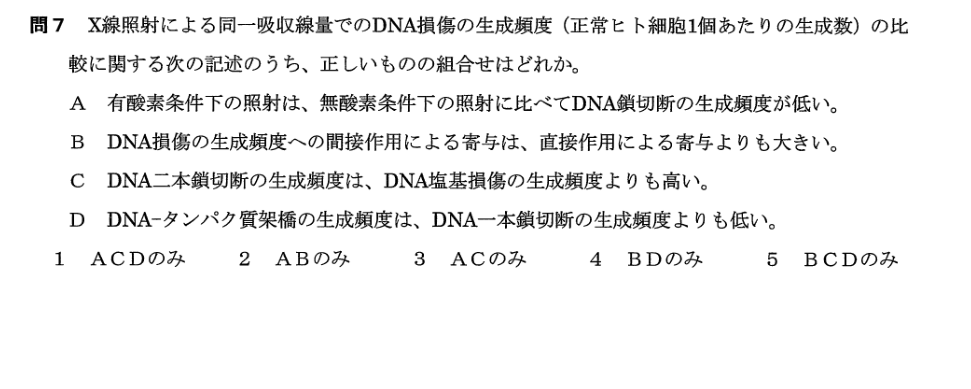 問７　X線照射による同一吸収線量でのDNA損傷の生成頻度（正常ヒト細胞1個あたりの生成数）の比
較に関する次の記述のうち、正しいものの組合せはどれか。
A　有酸素条件下の照射は、無酸素条件下の照射に比べてDNA鎖切断の生成頻度が低い。
B　DNA損傷の生成頻度への間接作用による寄与は、直接作用による寄与よりも大きい。
C　DNA二本鎖切断の生成頻度は、DNA塩基損傷の生成頻度よりも高い。
D　DNA−タンパク質架橋の生成頻度は、DNA一本鎖切断の生成頻度よりも低い。
1　ACDのみ　2　ABのみ　3　ACのみ　4　BDのみ　5　BCDのみ